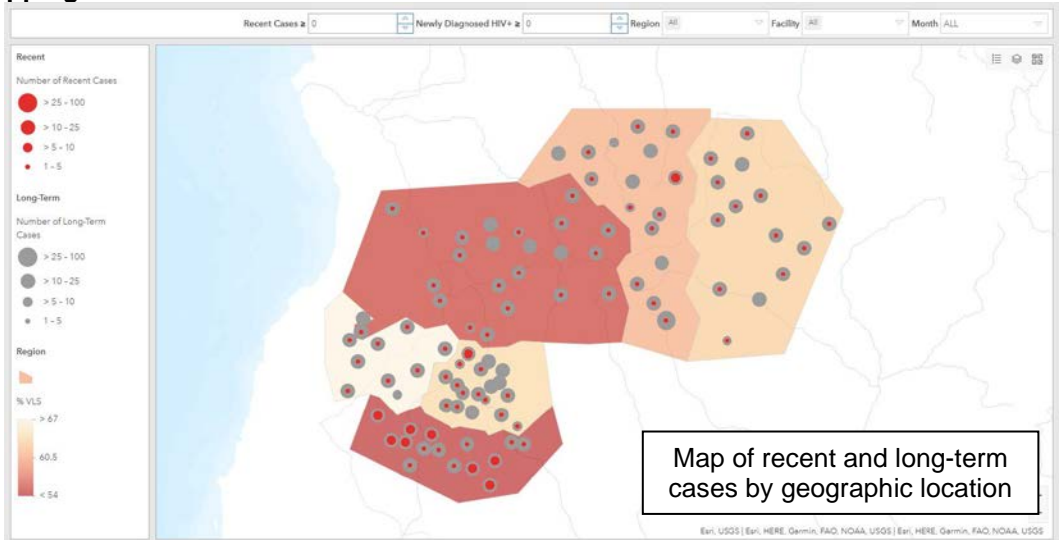 Recent Cases ≥ 0 Newly Diagnosed HIV+ ≥ 0 Region All Facility All Month ALL
Recent
Number of Recent Cases
> 25 - 100
> 10 - 25
> 5 - 10
1 - 5
Long-Term
Number of Long-Term
Cases
> 25 - 100
> 10 - 25
> 5 - 10
1 - 5
Region
% VLS
> 67
60.5
< 54
Map of recent and long-term
cases by geographic location
Esri, USGS | Esri, HERE, Garmin, FAO, NOAA, USGS | Esri, HERE, Garmin, FAO, NOAA, USGS